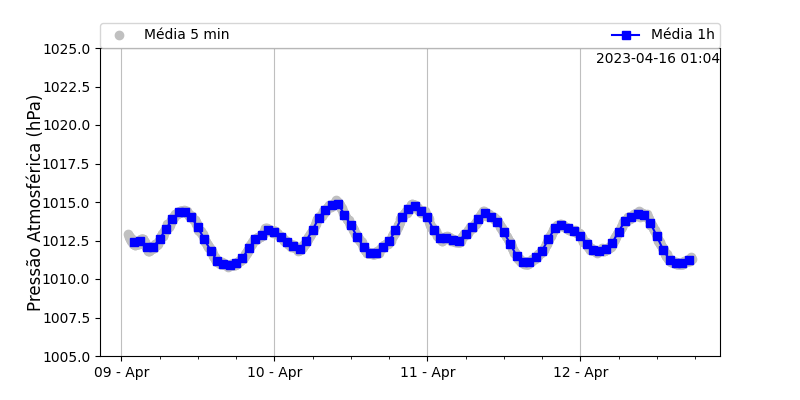 Média 5 min
Média 1h
2023-04-16 01:04
Pressão Atmosférica (hPa)
1025.0
1022.5
1020.0
1017.5
1015.0
1012.5
1010.0
1007.5
1005.0
09 - Apr
10 - Apr
11 - Apr
12 - Apr